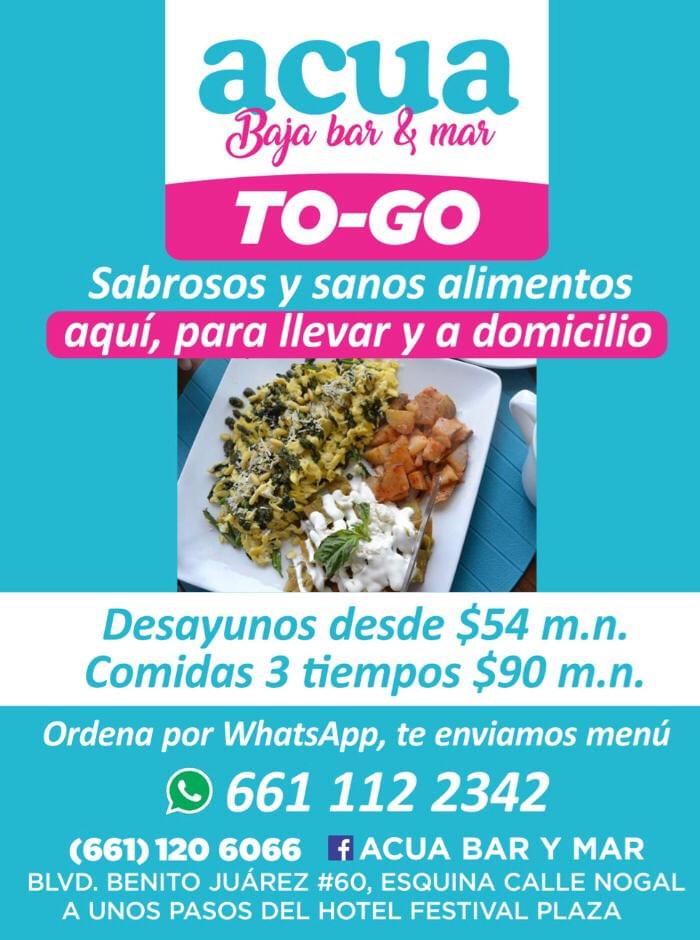 acua
Baja bar & mar
TO-GO
Sabrosos y sanos alimentos
aquí, para llevar y a domicilio
Desayunos desde $54 m.n.
Comidas 3 tiempos $90 m.n.
Ordena por WhatsApp, te enviamos menú
661 112 2342
(661) 120 6066 f ACUA BAR Y MAR
BLVD. BENITO JUÁREZ #60, ESQUINA CALLE NOGAL
A UNOS PASOS DEL HOTEL FESTIVAL PLAZA